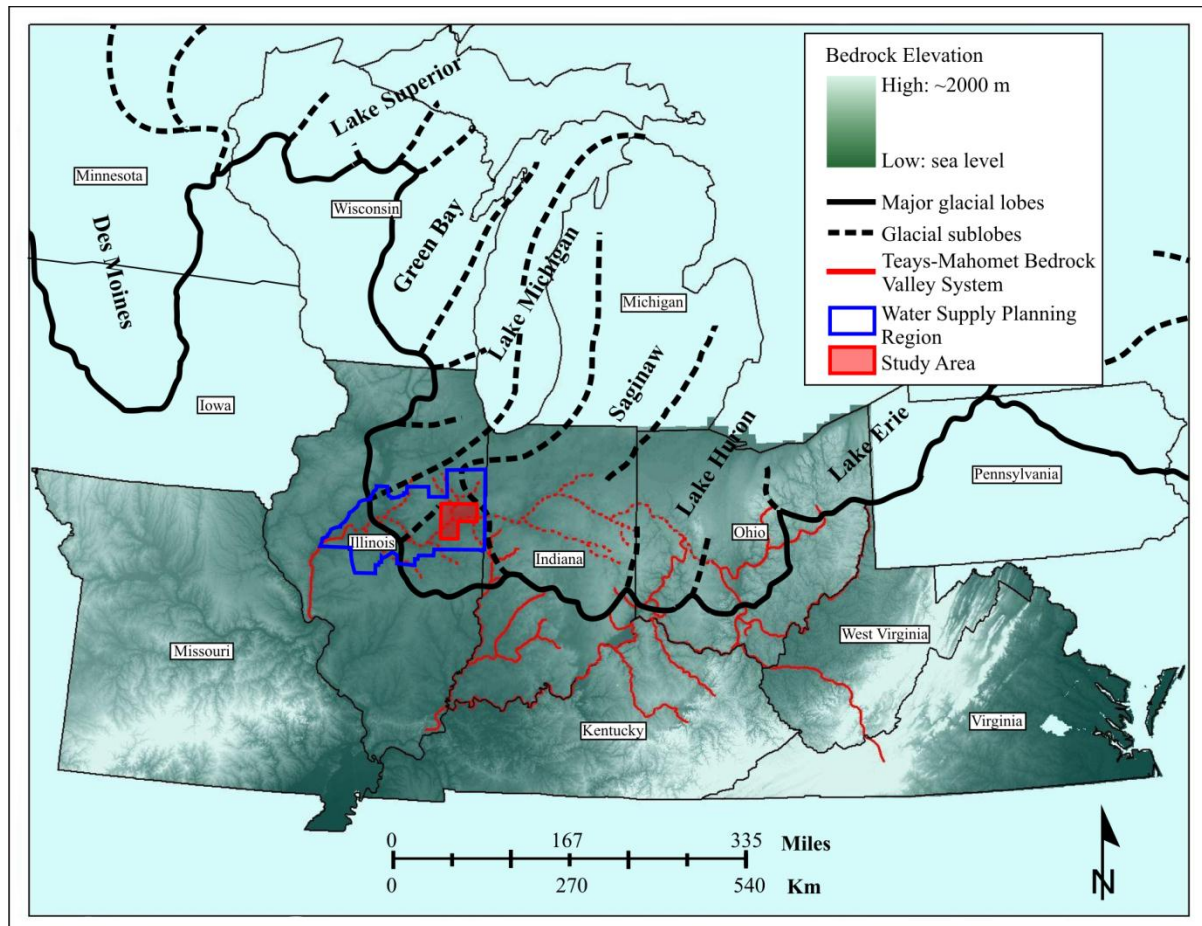 Bedrock Elevation
High: ~2000 m
Low: sea level
Major glacial lobes
Glacial sublobes
Teays-Mahomet Bedrock
Valley System
Water Supply Planning
Region
Study Area
Lake Superior
Minnesota
Wisconsin
Des Moines
Green Bay
Lake Michigan
Michigan
Iowa
Saginaw
Lake Huron
Lake Erie
Pennsylvania
Illinois
Indiana
Ohio
Missouri
West Virginia
Kentucky
Virginia
0 167 335 Miles
0 270 540 Km
N